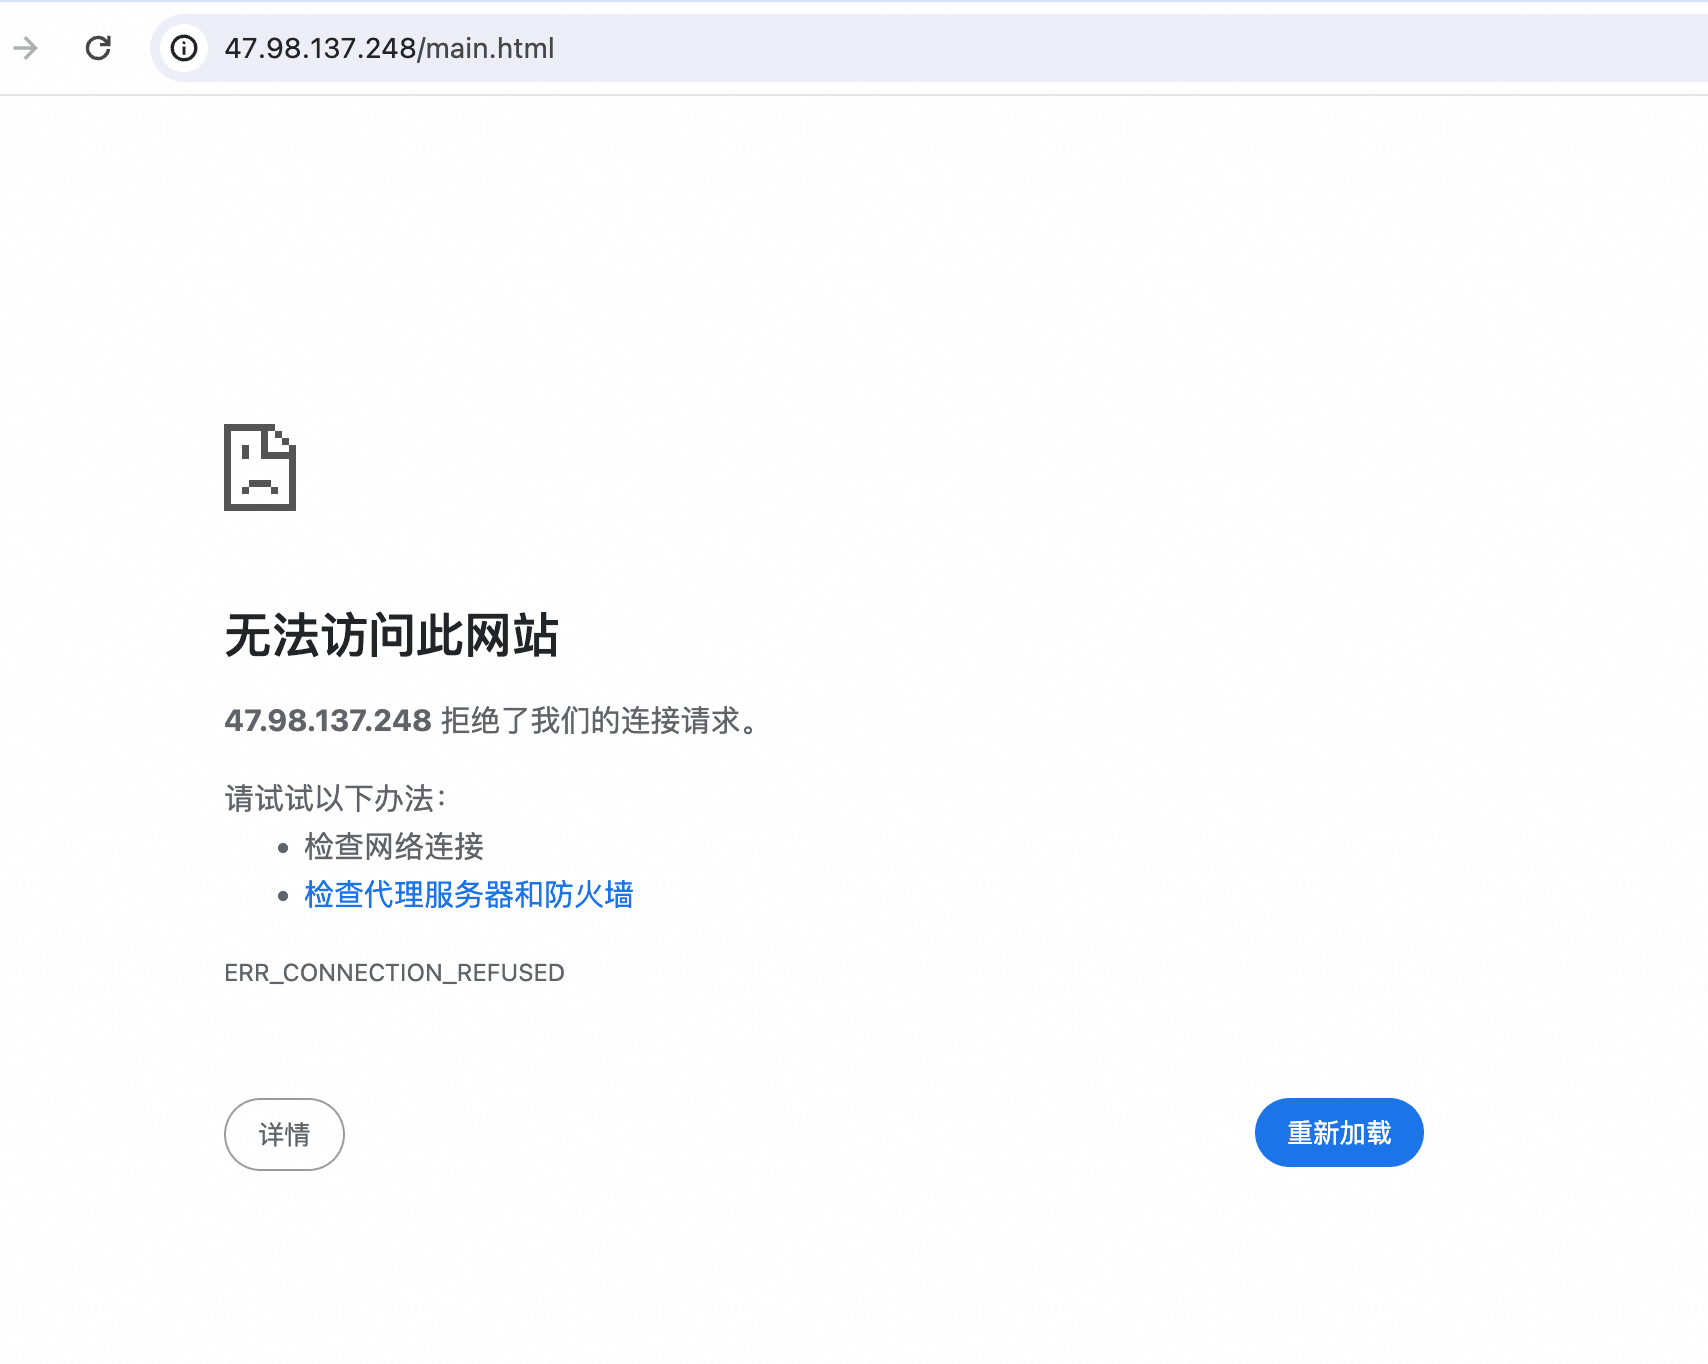 47.98.137.248/main.html
无法访问此网站
47.98.137.248 拒绝了我们的连接请求。
请试试以下办法：
• 检查网络连接
• 检查代理服务器和防火墙
ERR_CONNECTION_REFUSED
详情
重新加载